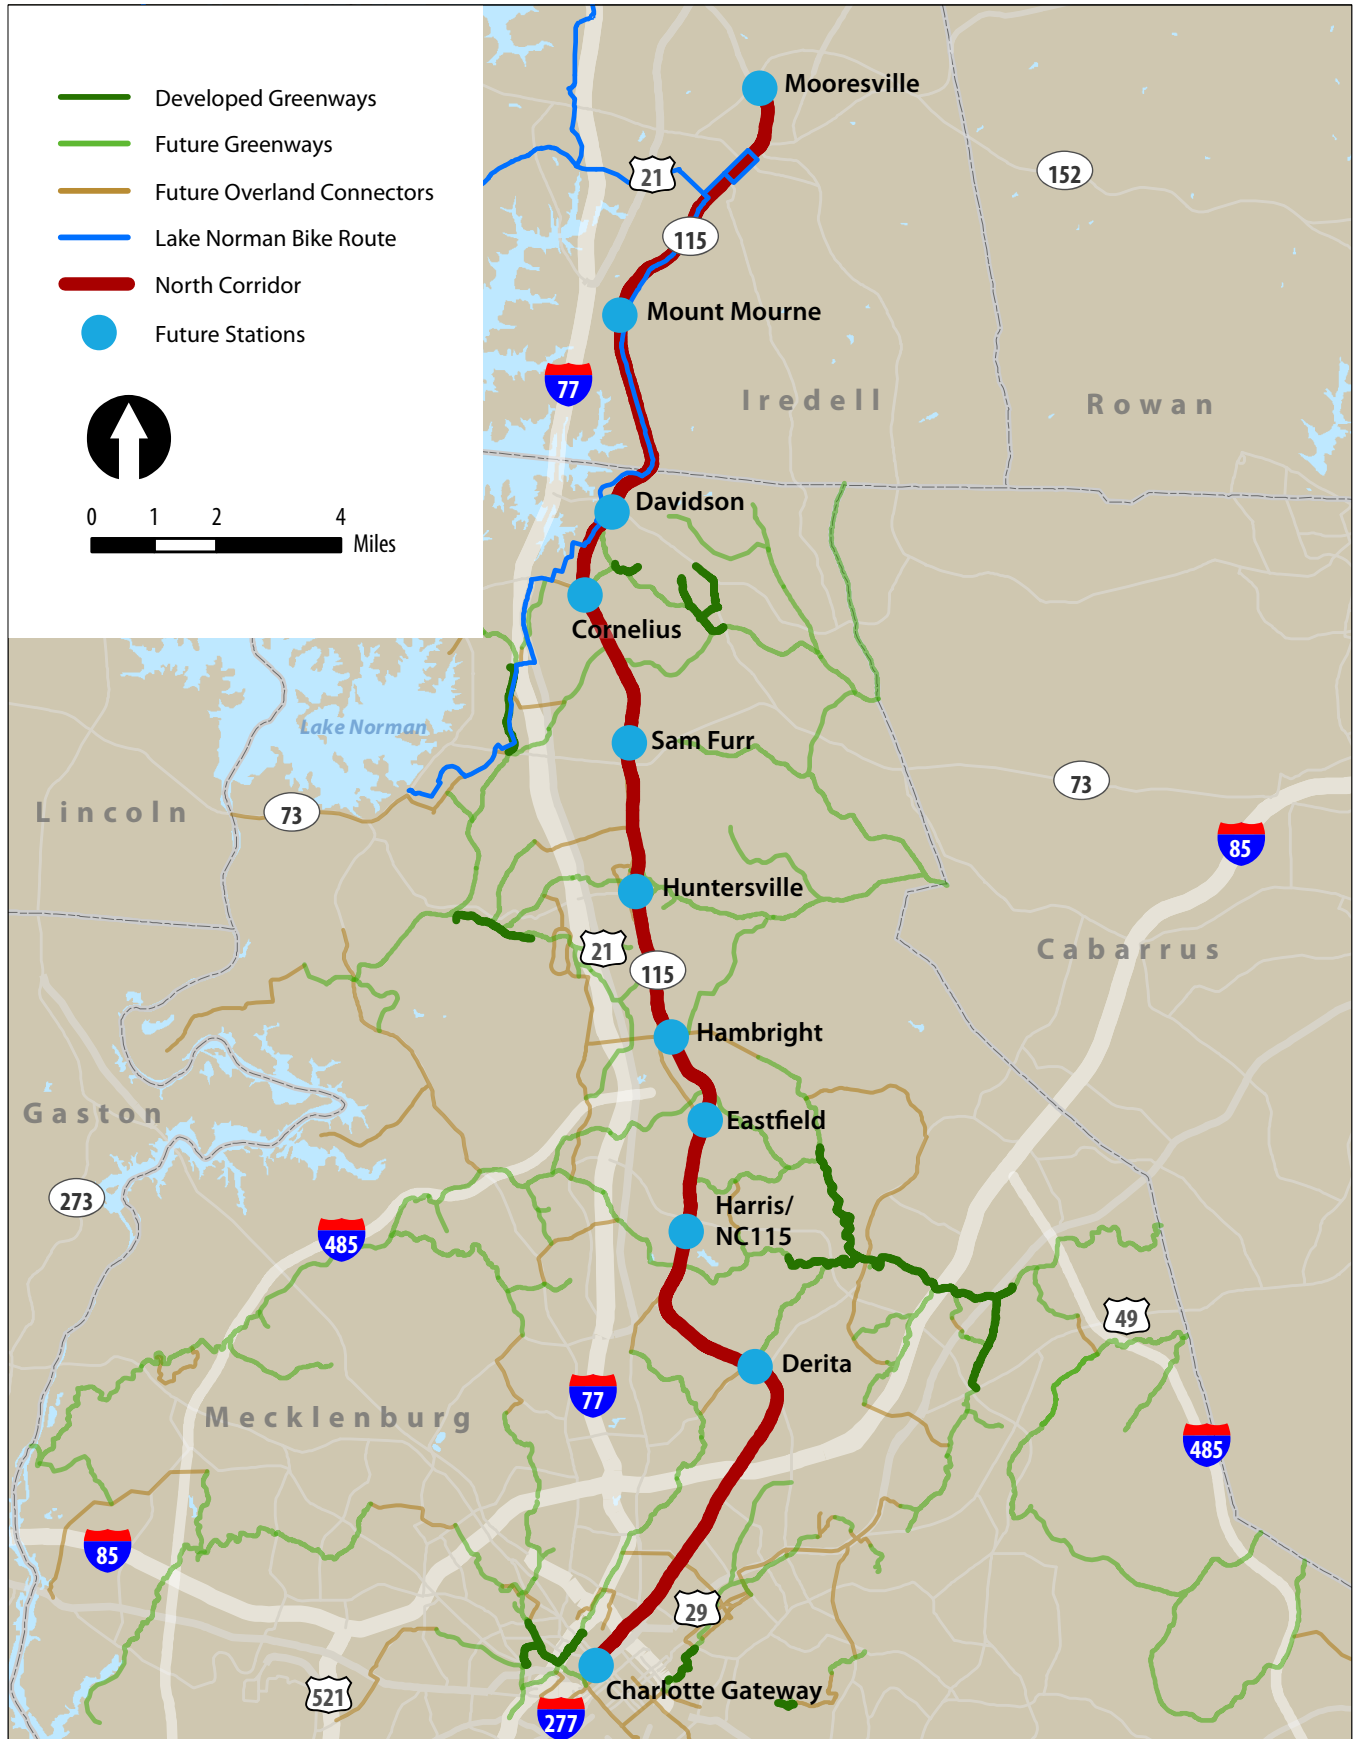 Developed Greenways
Future Greenways
Future Overland Connectors
Lake Norman Bike Route
North Corridor
Future Stations
0 1 2 4
Miles
Mooresville
21
152
115
Mount Mourne
77
Iredell
Rowan
Davidson
Cornelius
Lake Norman
Sam Furr
73
Lincoln
73
85
Huntersville
21
Cabarrus
115
Hambright
Gaston
Eastfield
273
Harris/
NC115
485
49
Derita
77
Mecklenburg
485
85
29
521
Charlotte Gateway
277